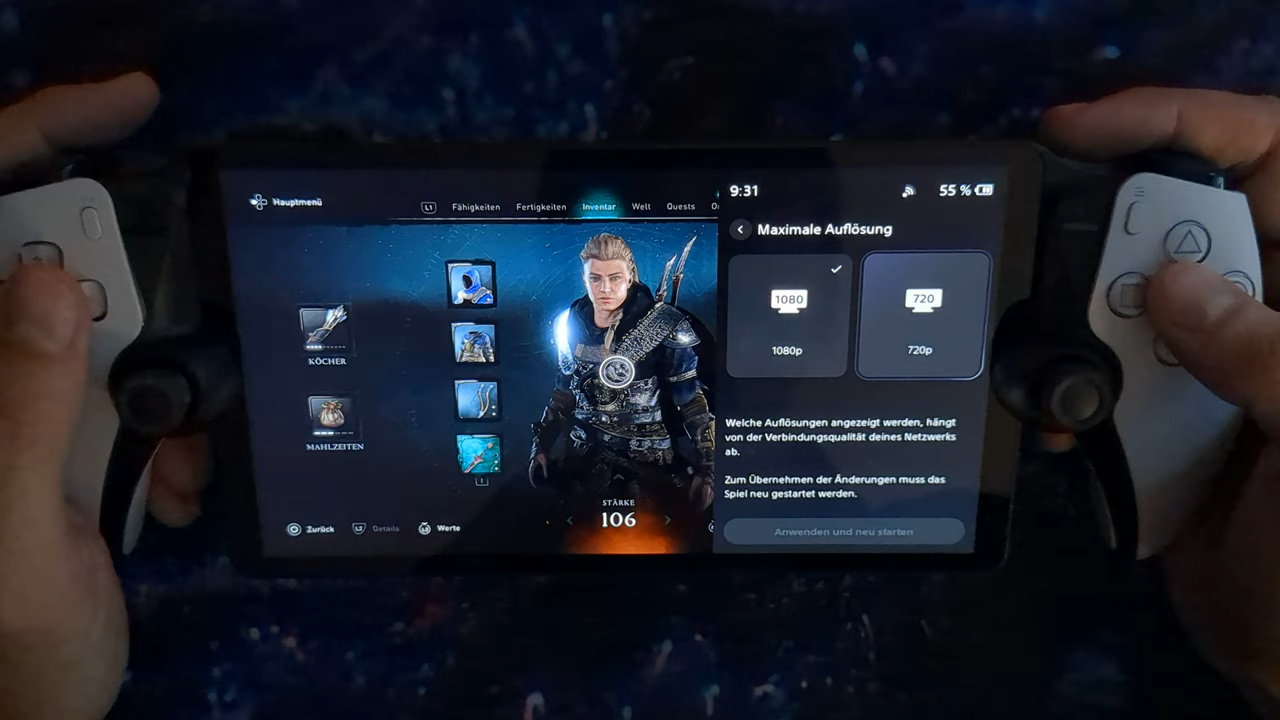 Hauptmenü
L1
Fähigkeiten
Fertigkeiten
Inventar
Welt
Quests
KÖCHER
MAHLZEITEN
STÄRKE
106
Zurück
L2
Details
Werte
9:31
55 %
Maximale Auflösung
1080
1080p
720
720p
Welche Auflösungen angezeigt werden, hängt
von der Verbindungsqualität deines Netzwerks
ab.
Zum Übernehmen der Änderungen muss das
Spiel neu gestartet werden.
Anwenden und neu starten